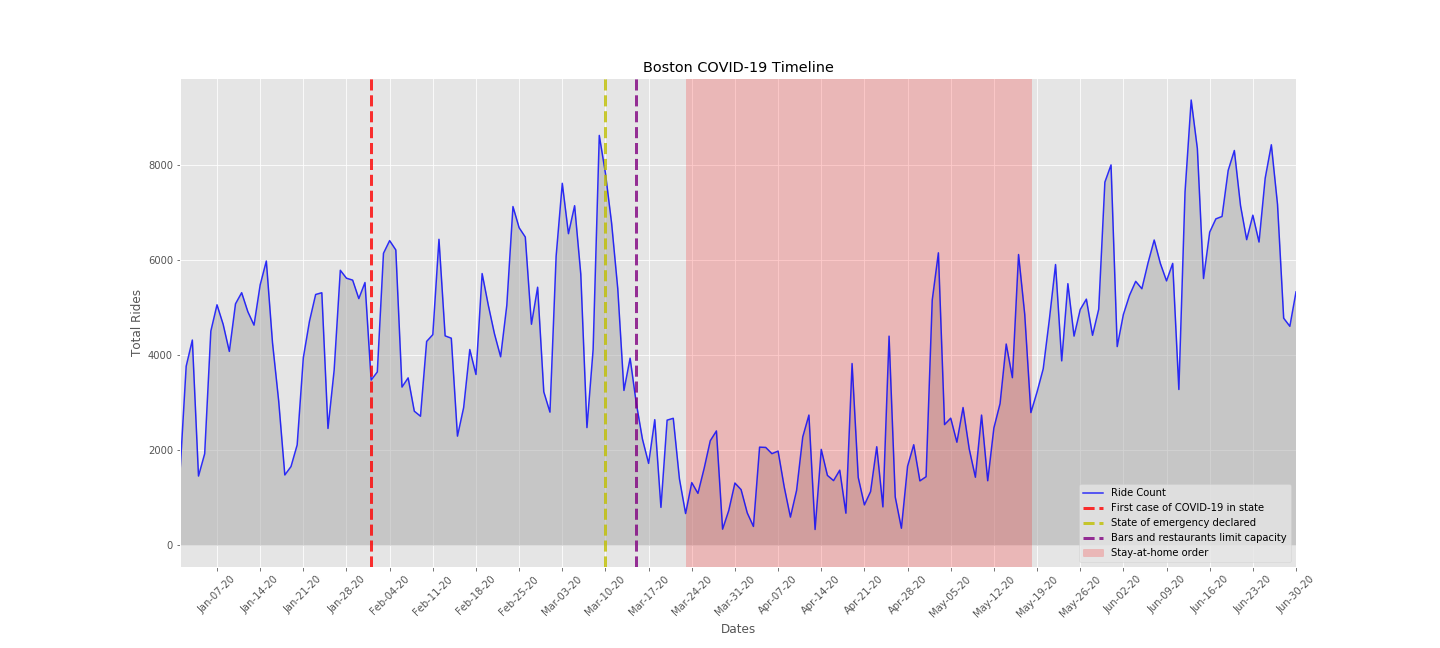 Boston COVID-19 Timeline
Total Rides
8000
6000
4000
2000
0
Ride Count
First case of COVID-19 in state
State of emergency declared
Bars and restaurants limit capacity
Stay-at-home order
Jan-07-20
Jan-14-20
Jan-21-20
Jan-28-20
Feb-04-20
Feb-11-20
Feb-18-20
Feb-25-20
Mar-03-20
Mar-10-20
Mar-17-20
Mar-24-20
Mar-31-20
Apr-07-20
Apr-14-20
Apr-21-20
Apr-28-20
May-05-20
May-12-20
May-19-20
May-26-20
Jun-02-20
Jun-09-20
Jun-16-20
Jun-23-20
Jun-30-20
Dates